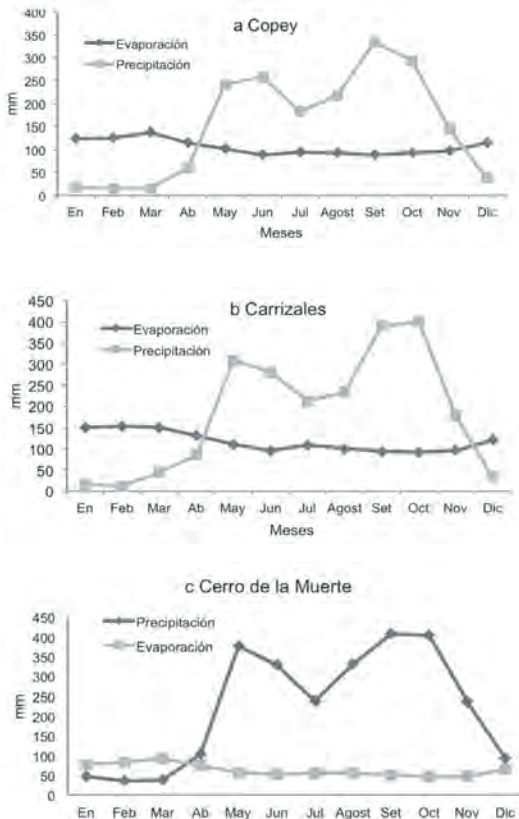 a Copey
Evaporación
Precipitación
400
350
300
250
200
150
100
50
0
mm
En Feb Mar Ab May Jun Jul Agost Set Oct Nov Dic
Meses
b Carrizales
Evaporación
Precipitación
450
400
350
300
250
200
150
100
50
0
mm
En Feb Mar Ab May Jun Jul Agost Set Oct Nov Dic
Meses
c Cerro de la Muerte
Precipitación
Evaporación
450
400
350
300
250
200
150
100
50
0
mm
En Feb Mar Ab May Jun Jul Agost Set Oct Nov Dic